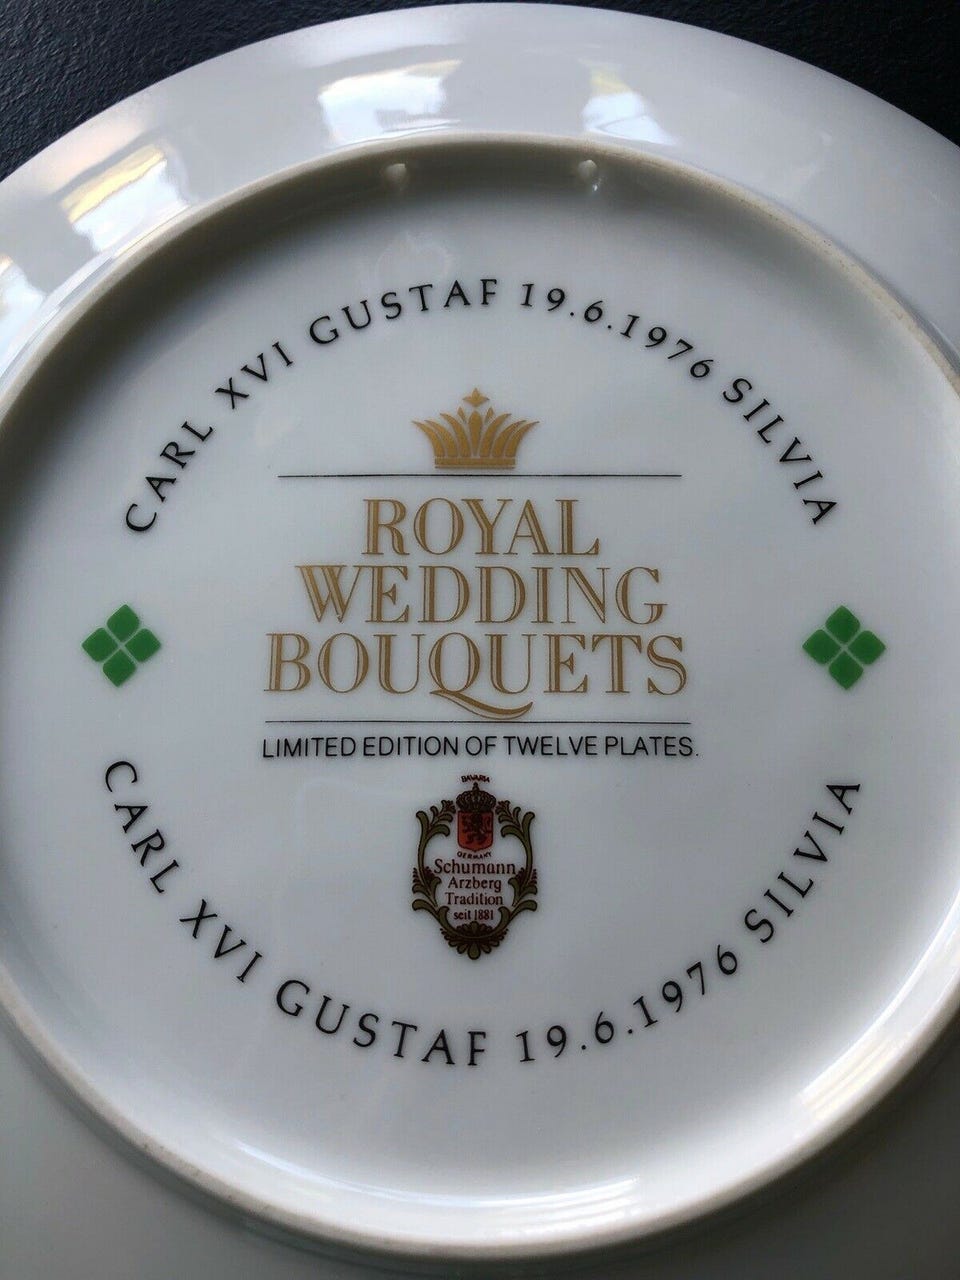 CARL XVI GUSTAF 19.6.1976 SILVIA
ROYAL
WEDDING
BOUQUETS
LIMITED EDITION OF TWELVE PLATES.
BAVARIA
GERMANY
Schumann
Arzberg
Tradition
seit 1881
CARL XVI GUSTAF 19.6.1976 SILVIA